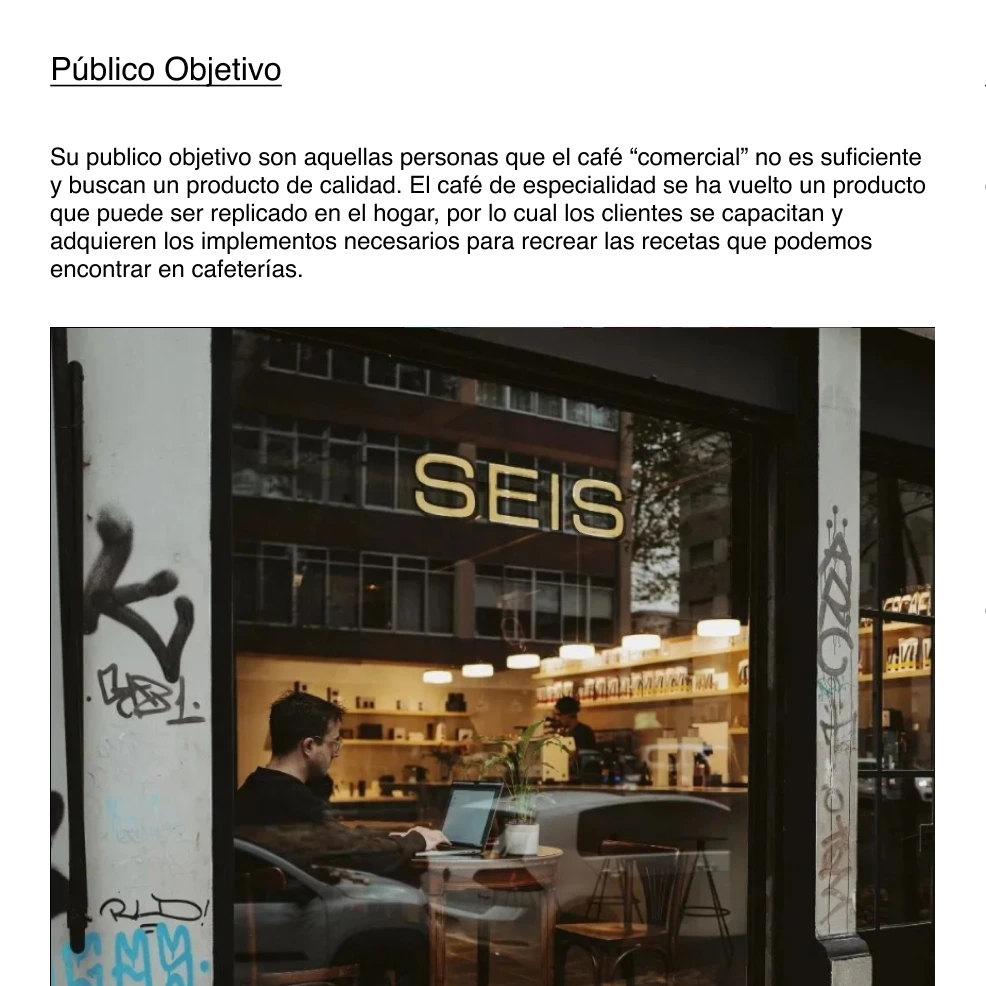 Público Objetivo
Su publico objetivo son aquellas personas que el café “comercial” no es suficiente
y buscan un producto de calidad. El café de especialidad se ha vuelto un producto
que puede ser replicado en el hogar, por lo cual los clientes se capacitan y
adquieren los implementos necesarios para recrear las recetas que podemos
encontrar en cafeterías.
SEIS